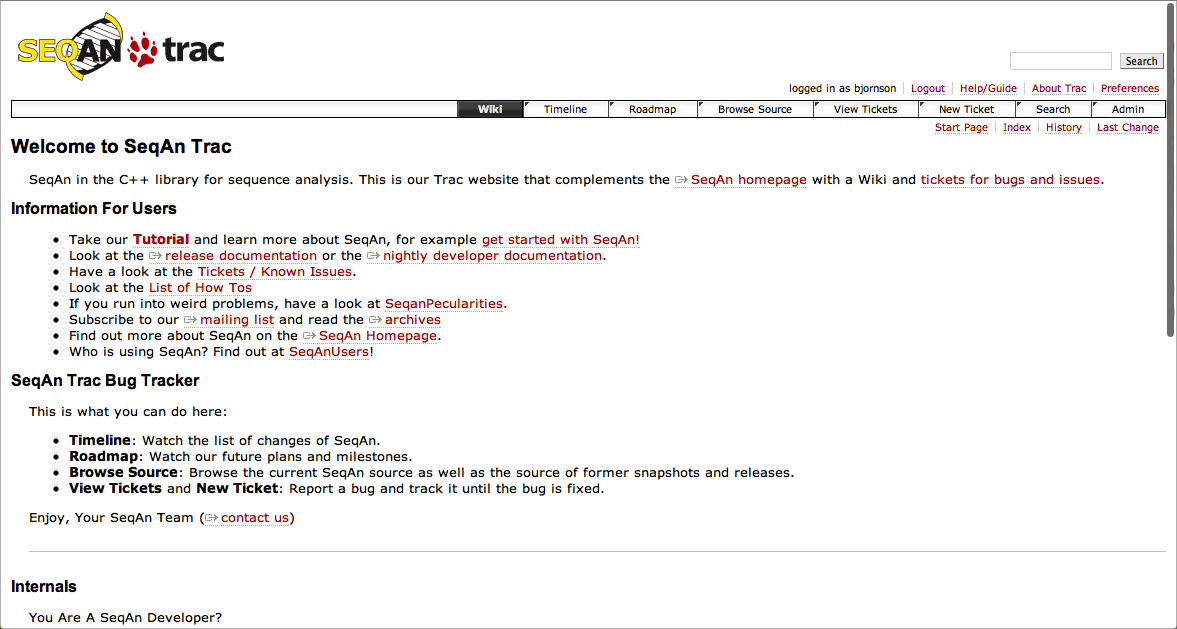 SEQAN trac
Search
logged in as bjornson Logout Help/Guide About Trac Preferences
Wiki Timeline Roadmap Browse Source View Tickets New Ticket Search Admin
Start Page Index History Last Change
Welcome to SeqAn Trac
SeqAn in the C++ library for sequence analysis. This is our Trac website that complements the SeqAn homepage with a Wiki and tickets for bugs and issues.
Information For Users
Take our Tutorial and learn more about SeqAn, for example get started with SeqAn!
Look at the release documentation or the nightly developer documentation.
Have a look at the Tickets / Known Issues.
Look at the List of How Tos
If you run into weird problems, have a look at SeqanPecularities.
Subscribe to our mailing list and read the archives
Find out more about SeqAn on the SeqAn Homepage.
Who is using SeqAn? Find out at SeqAnUsers!
SeqAn Trac Bug Tracker
This is what you can do here:
Timeline: Watch the list of changes of SeqAn.
Roadmap: Watch our future plans and milestones.
Browse Source: Browse the current SeqAn source as well as the source of former snapshots and releases.
View Tickets and New Ticket: Report a bug and track it until the bug is fixed.
Enjoy, Your SeqAn Team (contact us)
Internals
You Are A SeqAn Developer?